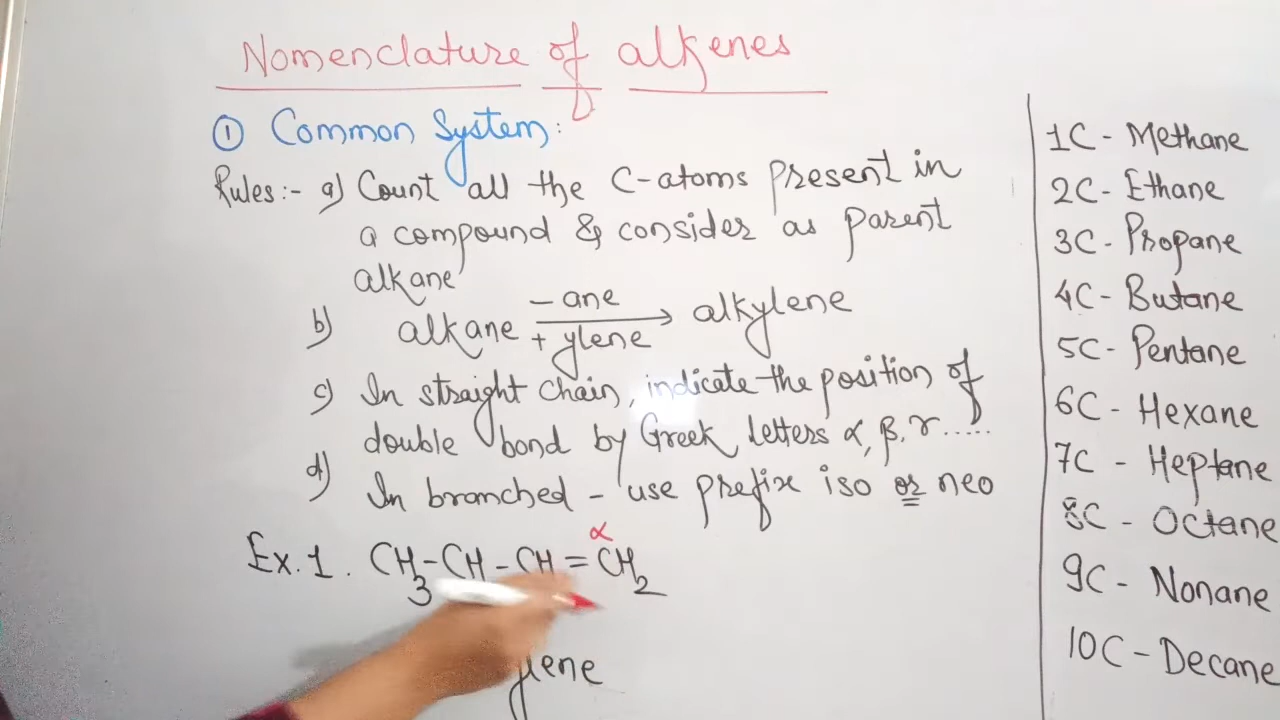 Nomenclature of alkenes
① Common System:
Rules:- a) Count all the C-atoms present in
a compound & consider as parent
alkane
b) alkane - ane + ylene → alkylene
c) In straight chain, indicate the position of
double bond by Greek letters α, β, γ.....
d) In branched - use prefix iso or neo
Ex.1. CH3-CH-CH=CH2
α
ylene
1C - Methane
2C - Ethane
3C - Propane
4C - Butane
5C - Pentane
6C - Hexane
7C - Heptane
8C - Octane
9C - Nonane
10C - Decane